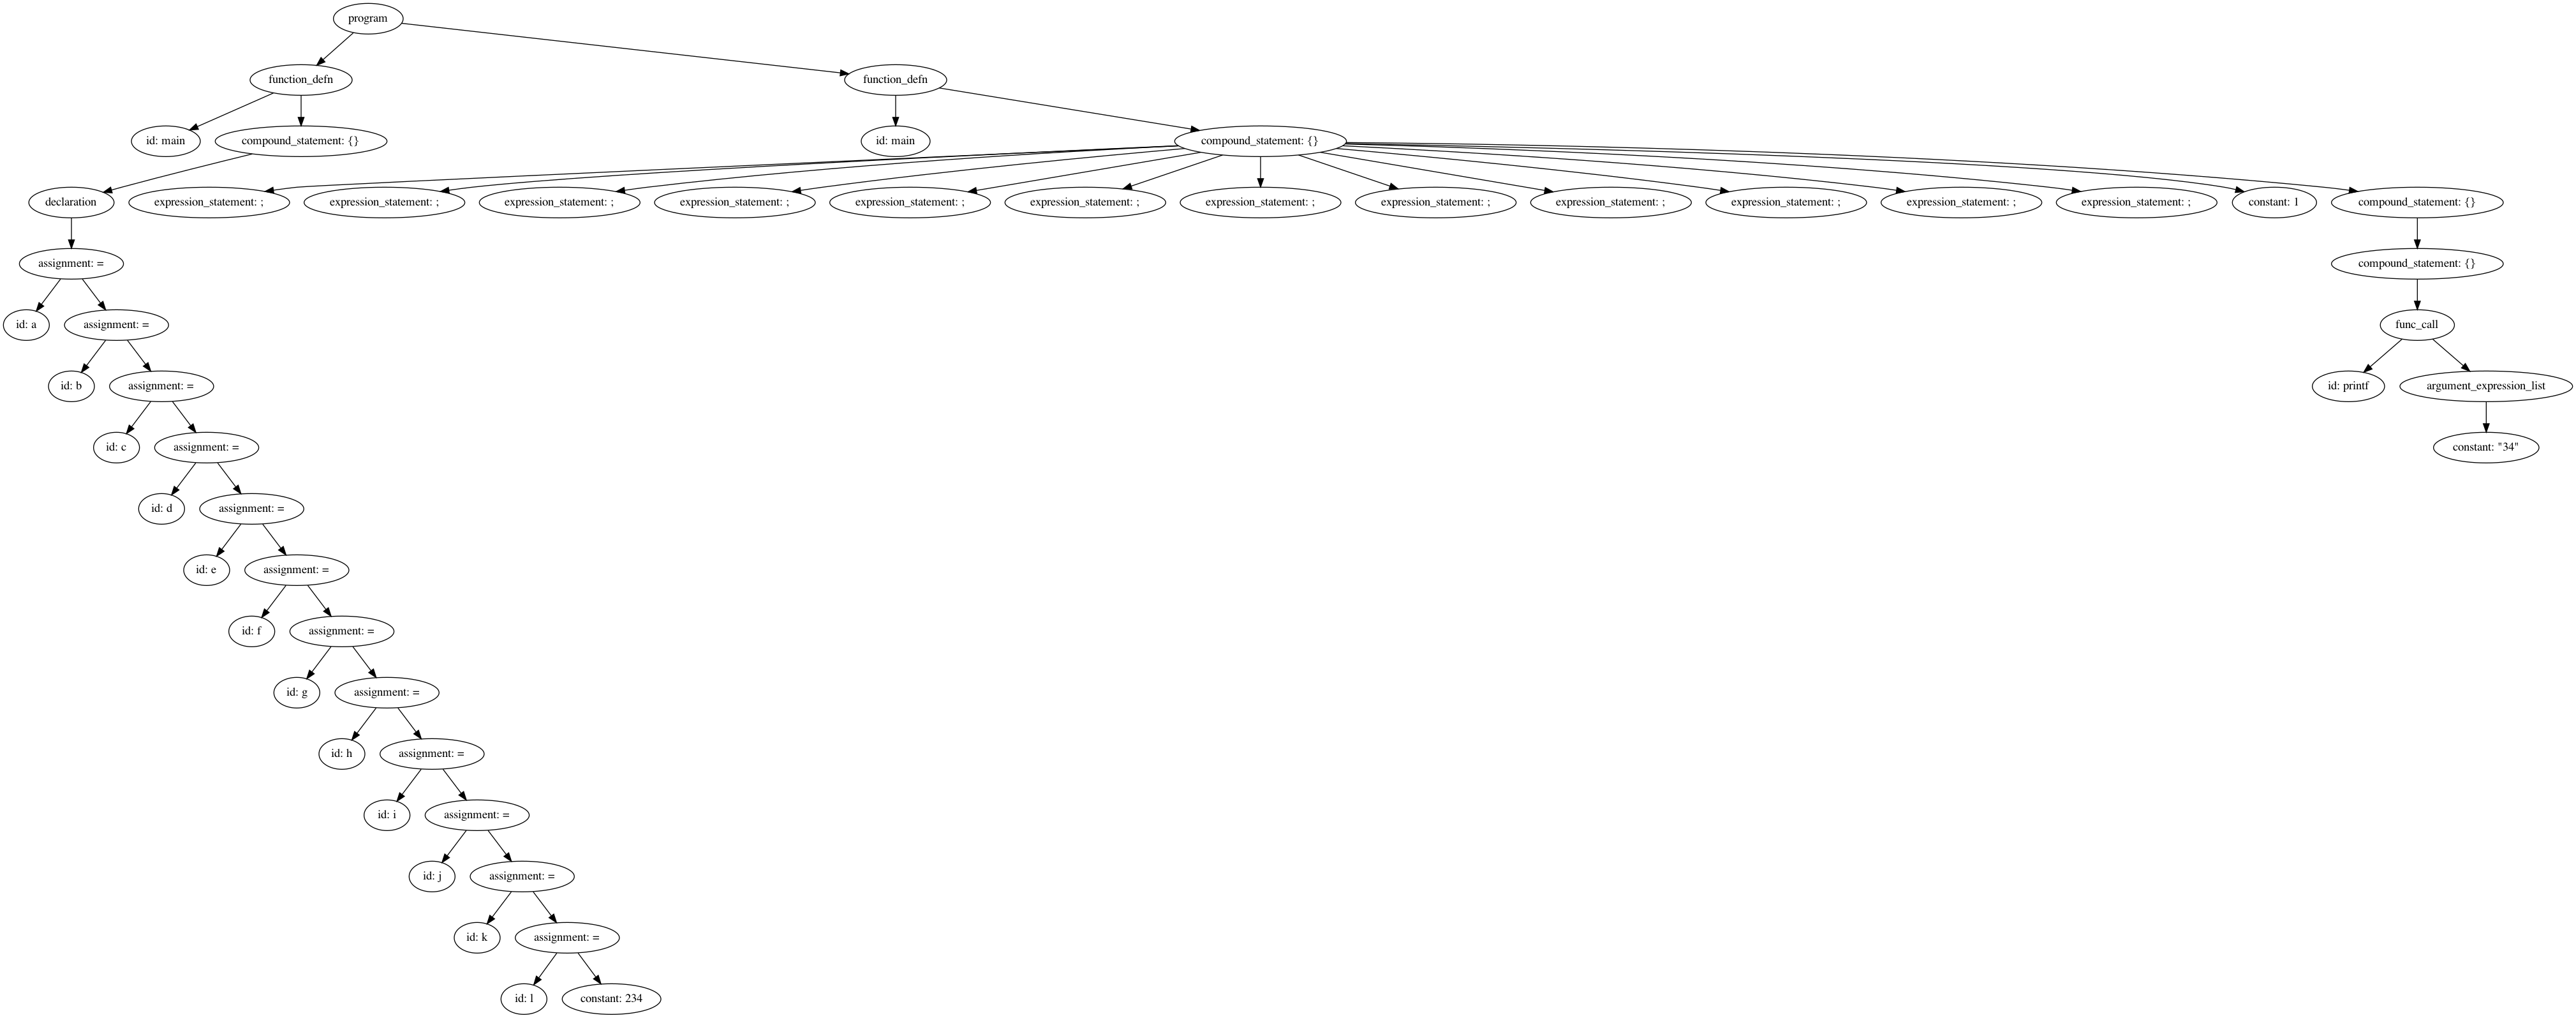 program
function_defn
function_defn
id: main
compound_statement: {}
id: main
compound_statement: {}
declaration
expression_statement: ;
expression_statement: ;
expression_statement: ;
expression_statement: ;
expression_statement: ;
expression_statement: ;
expression_statement: ;
expression_statement: ;
expression_statement: ;
expression_statement: ;
expression_statement: ;
expression_statement: ;
constant: 1
compound_statement: {}
assignment: =
compound_statement: {}
id: a
assignment: =
func_call
id: b
assignment: =
id: printf
argument_expression_list
id: c
assignment: =
constant: "34"
id: d
assignment: =
id: e
assignment: =
id: f
assignment: =
id: g
assignment: =
id: h
assignment: =
id: i
assignment: =
id: j
assignment: =
id: k
assignment: =
id: l
constant: 234